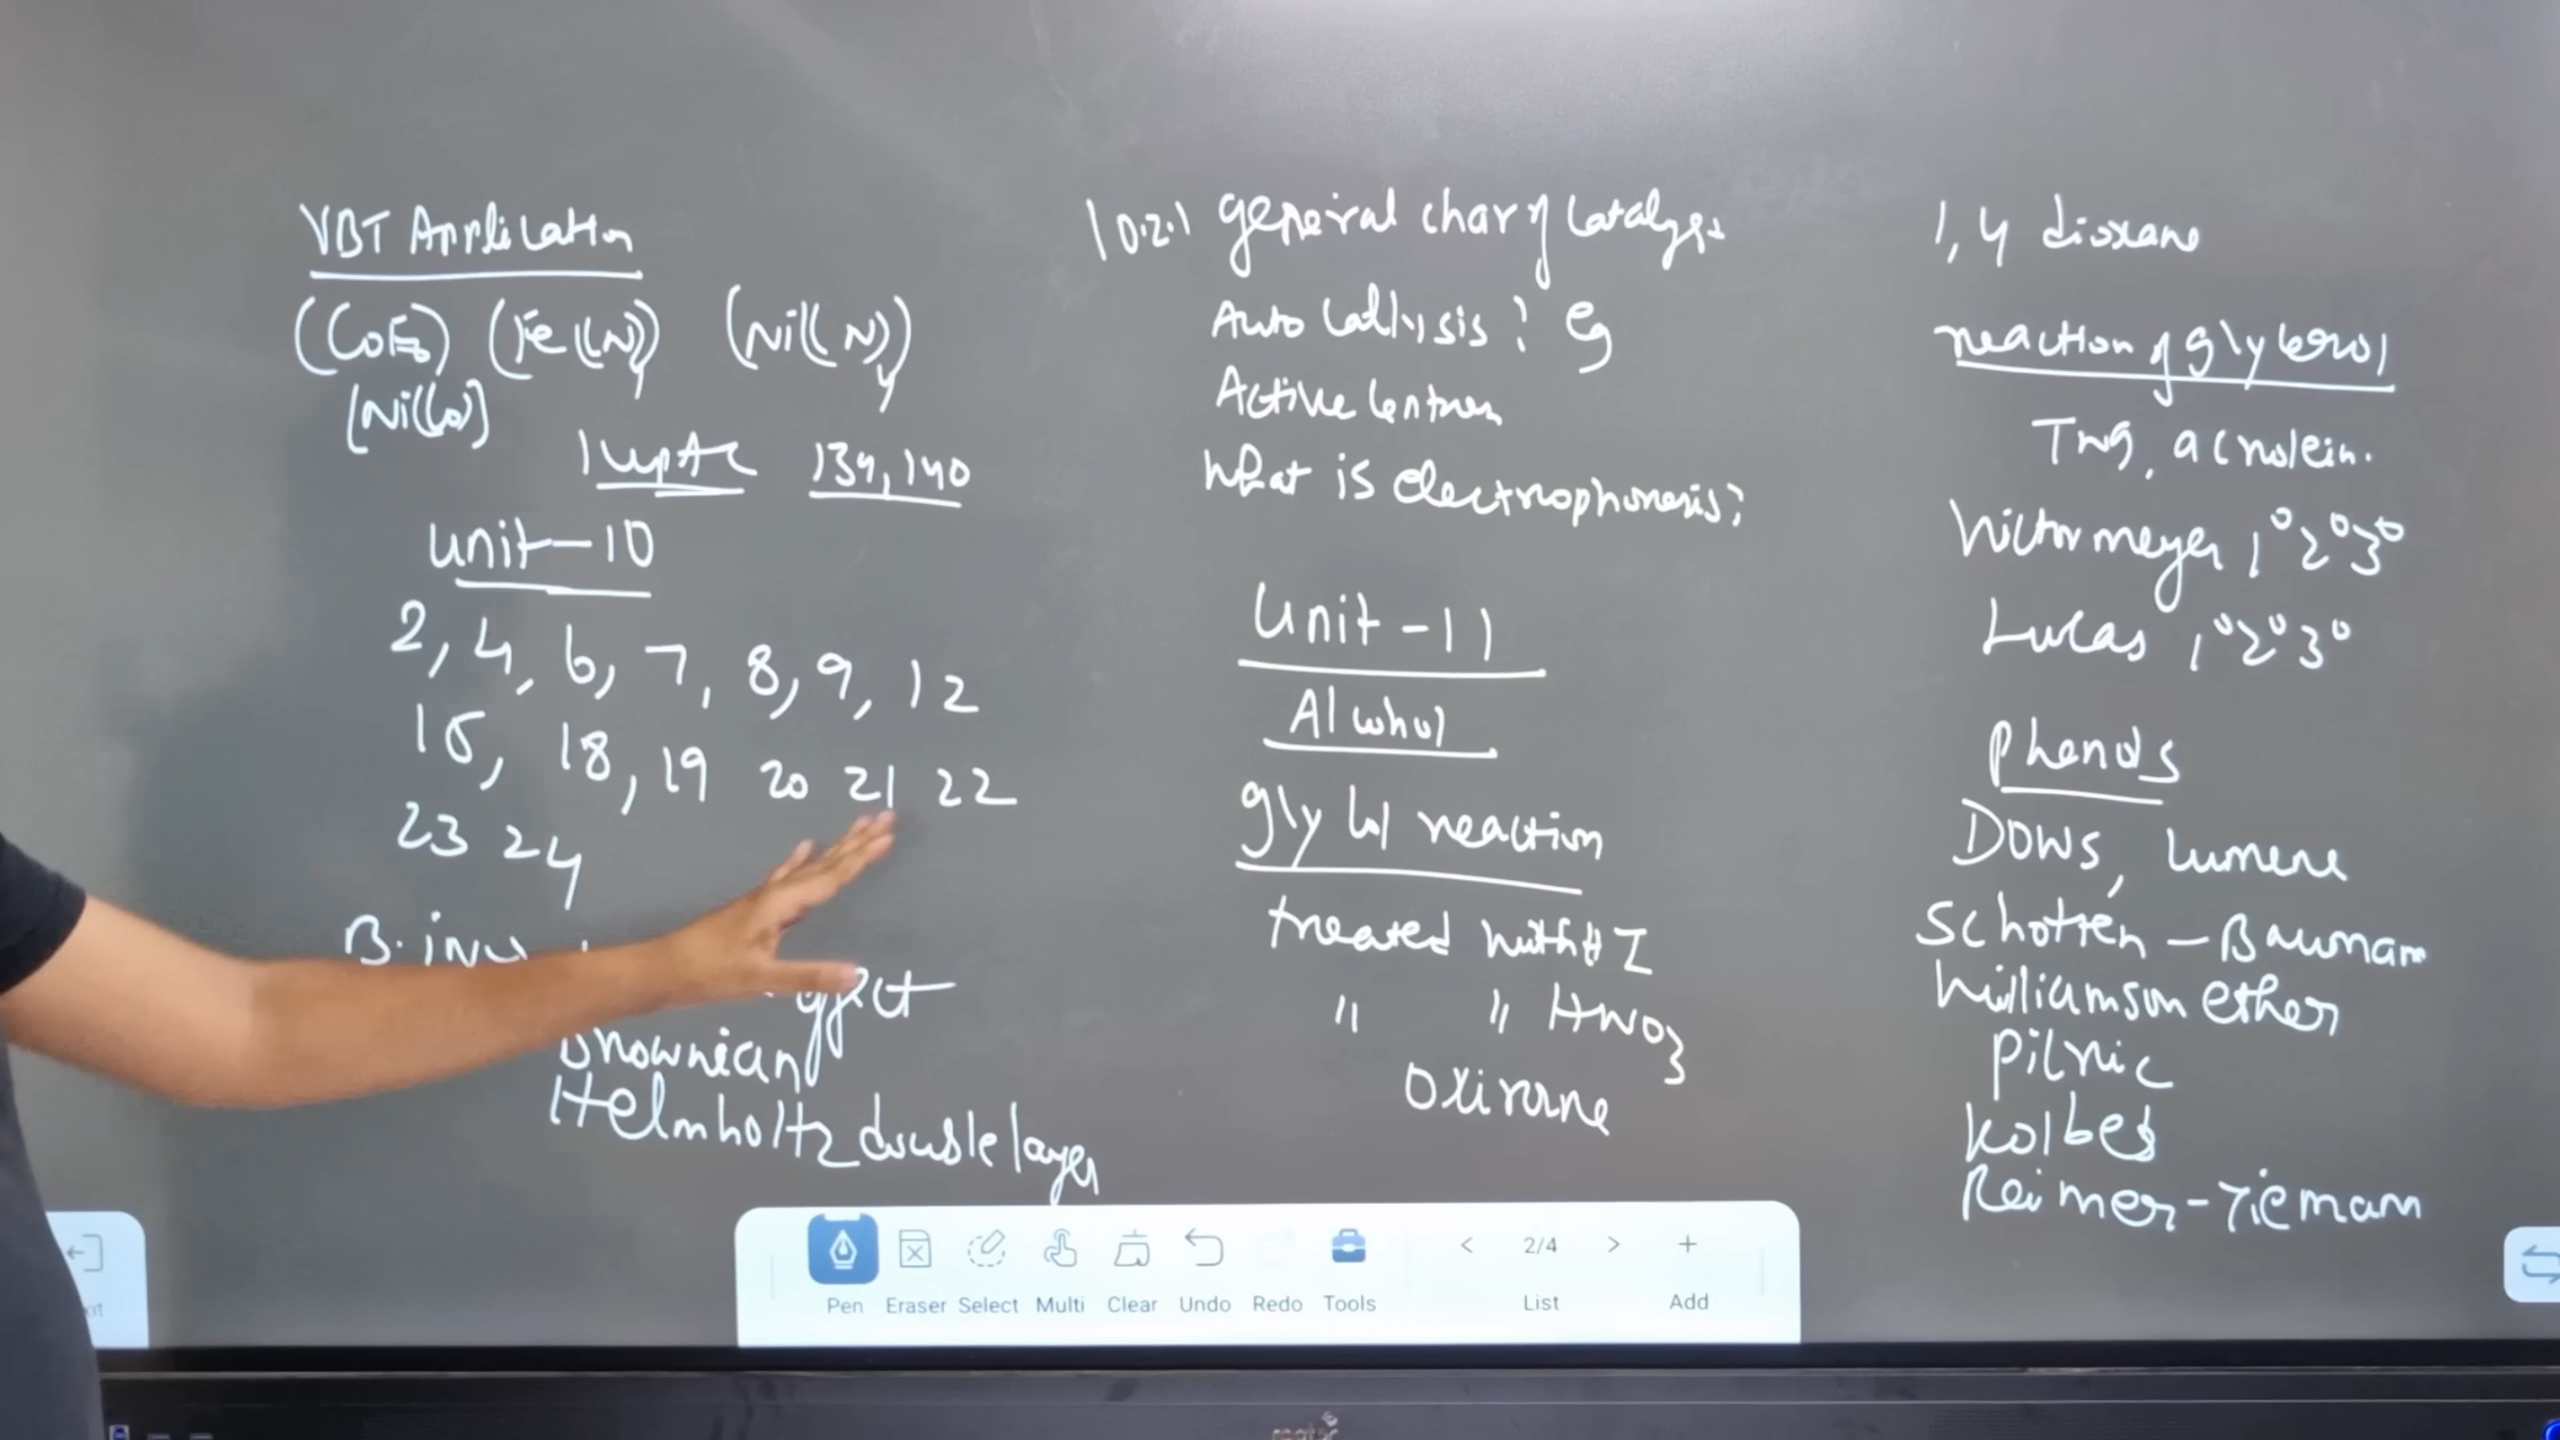 VBT Application
(CoF6) (Fe(CN)) (Ni(CN)4)
[Ni(CO)]
IUPAC 139, 140
Unit-10
2, 4, 6, 7, 8, 9, 12
15, 18, 19 20 21 22
23 24
B.
effect
Brownian
Helmholtz double layer
10.2.1 general char of Catalyst
Auto Catlysis? Eg
Active Centres
What is electrophoresis?
Unit-11
Alcohol
glycol reaction
treated with HI
" " HNO3
Oxirane
1,4 dioxane
reaction of glycerol
TNG, acrolein.
Victor meyer 1° 2° 3°
Lucas 1° 2° 3°
Phenols
DOWS, Cumene
Schotten - Baumann
Williamson ether
Picric
Kolbes
Reimer-Tiemann
Pen Eraser Select Multi Clear Undo Redo Tools < 2/4 > List + Add